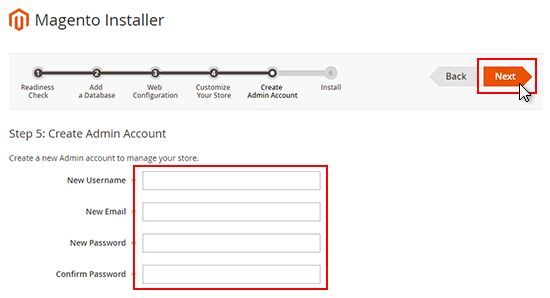 Magento Installer
1 2 3 4 6
Readiness Check
Add a Database
Web Configuration
Customize Your Store
Create Admin Account
Install
Back
Next
Step 5: Create Admin Account
Create a new Admin account to manage your store.
New Username *
New Email *
New Password *
Confirm Password *